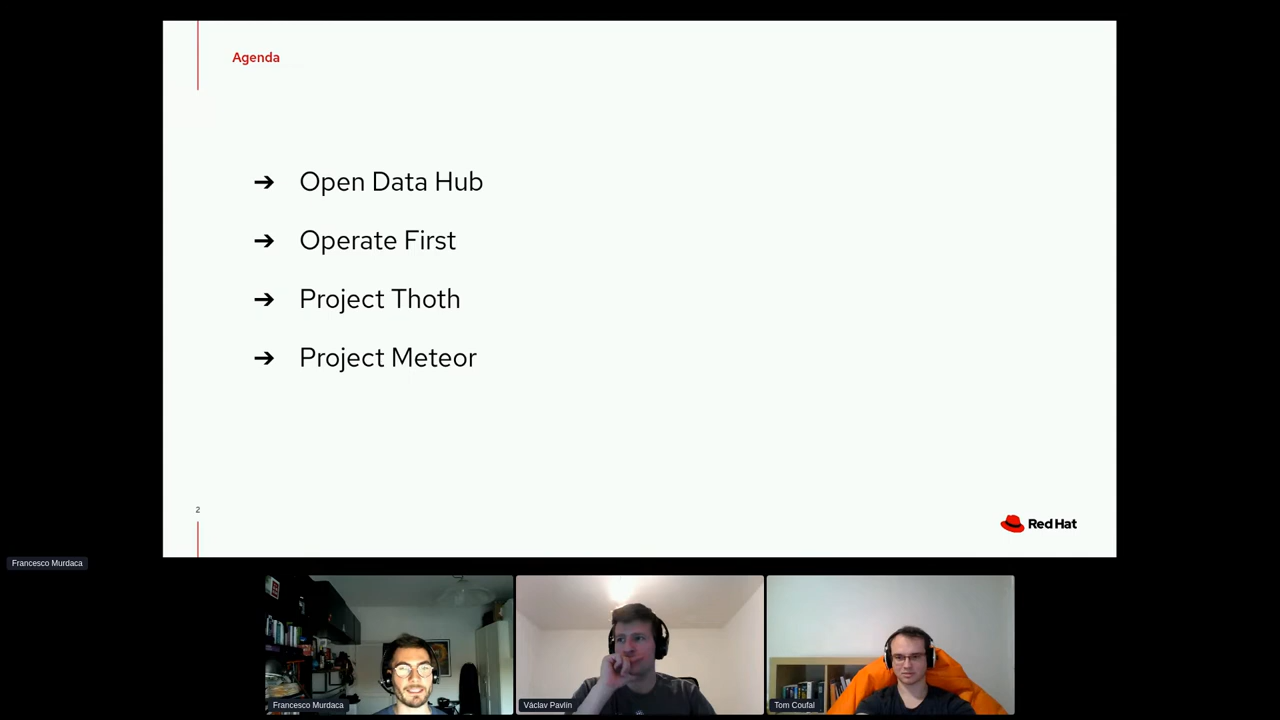 Agenda
➔ Open Data Hub
➔ Operate First
➔ Project Thoth
➔ Project Meteor
2
Red Hat
Francesco Murdaca
Francesco Murdaca
Václav Pavlín
Tom Coufal